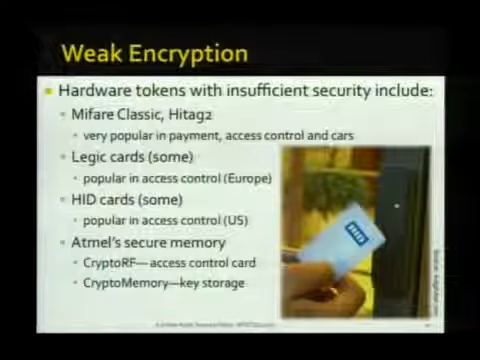 Weak Encryption
Hardware tokens with insufficient security include:
Mifare Classic, Hitag2
very popular in payment, access control and cars
Legic cards (some)
popular in access control (Europe)
HID cards (some)
popular in access control (US)
Atmel's secure memory
CryptoRF—access control card
CryptoMemory—key storage
HID